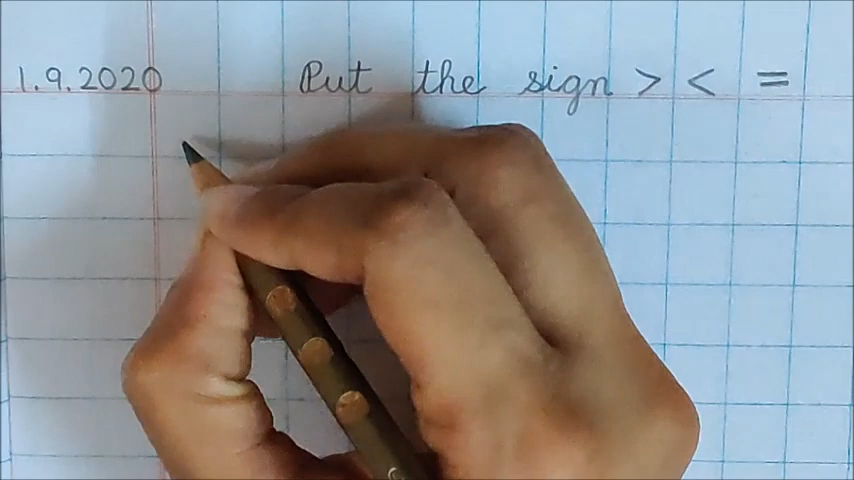 1.9.2020 Put the sign > < =